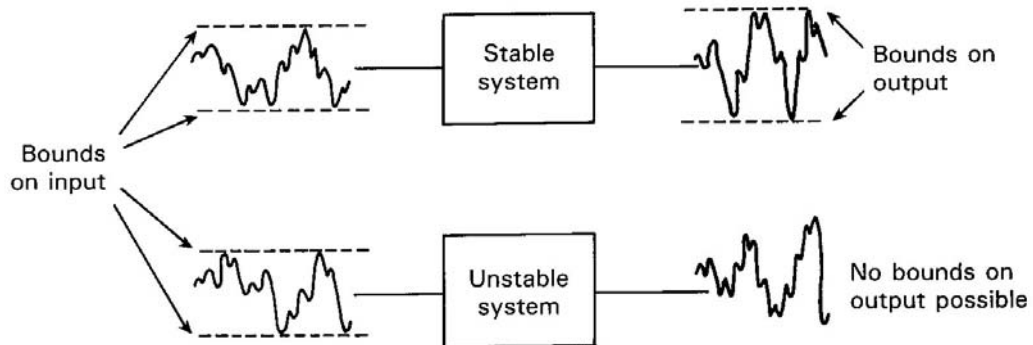 Stable
system
Bounds on
output
Bounds
on input
Unstable
system
No bounds on
output possible